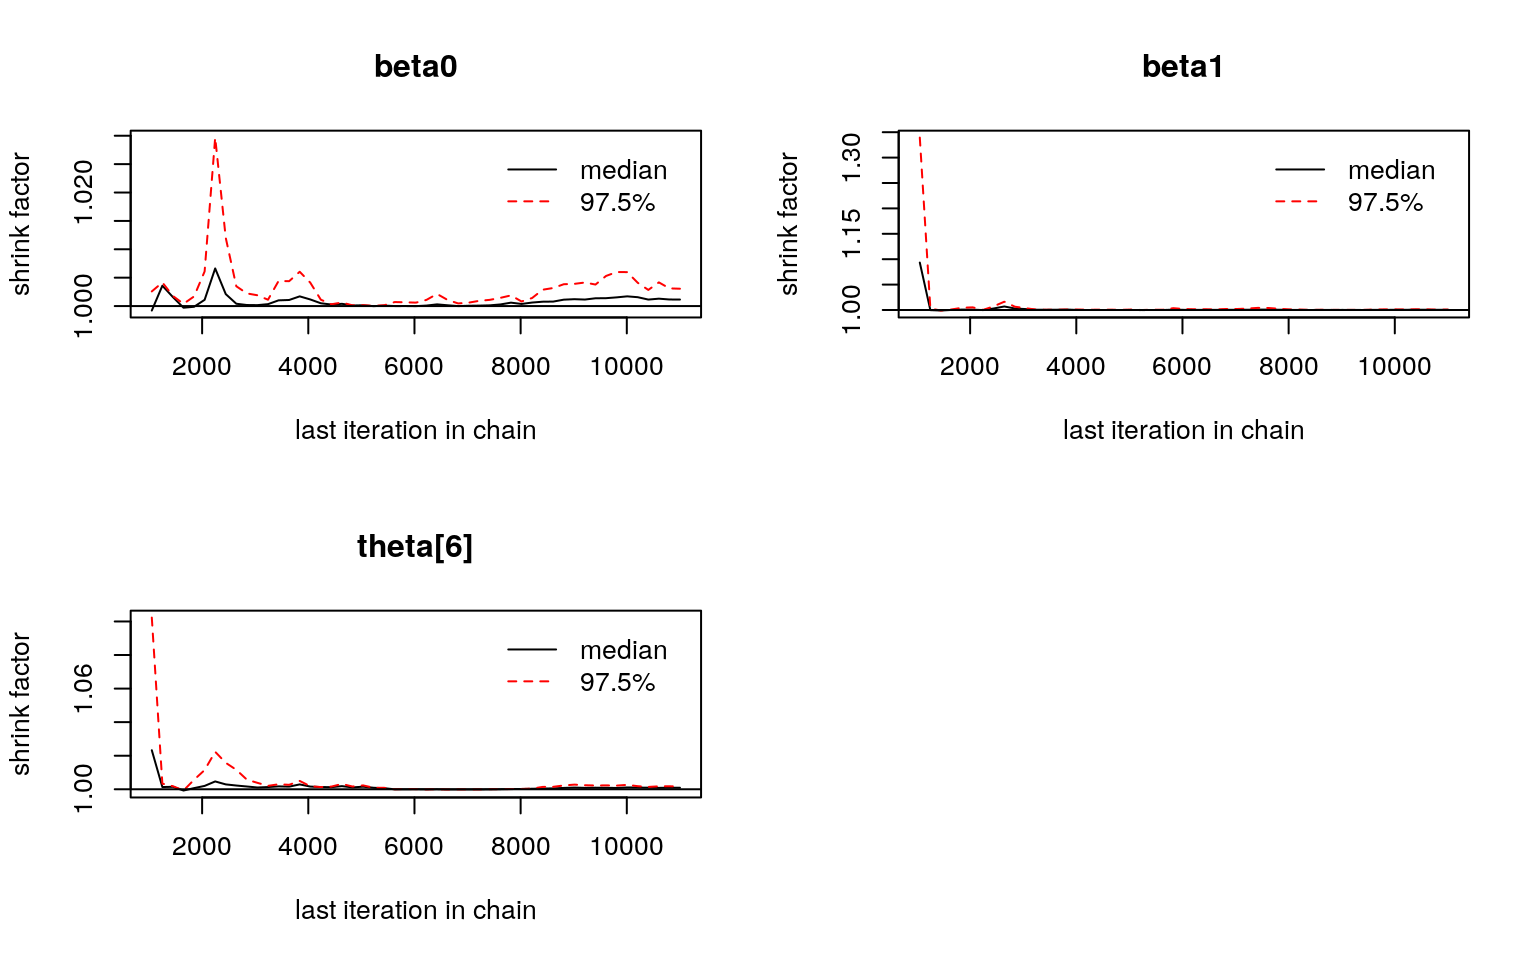 beta0
shrink factor
1.020
1.000
median
97.5%
2000 4000 6000 8000 10000
last iteration in chain
beta1
shrink factor
1.30
1.15
1.00
median
97.5%
2000 4000 6000 8000 10000
last iteration in chain
theta[6]
shrink factor
1.06
1.00
median
97.5%
2000 4000 6000 8000 10000
last iteration in chain